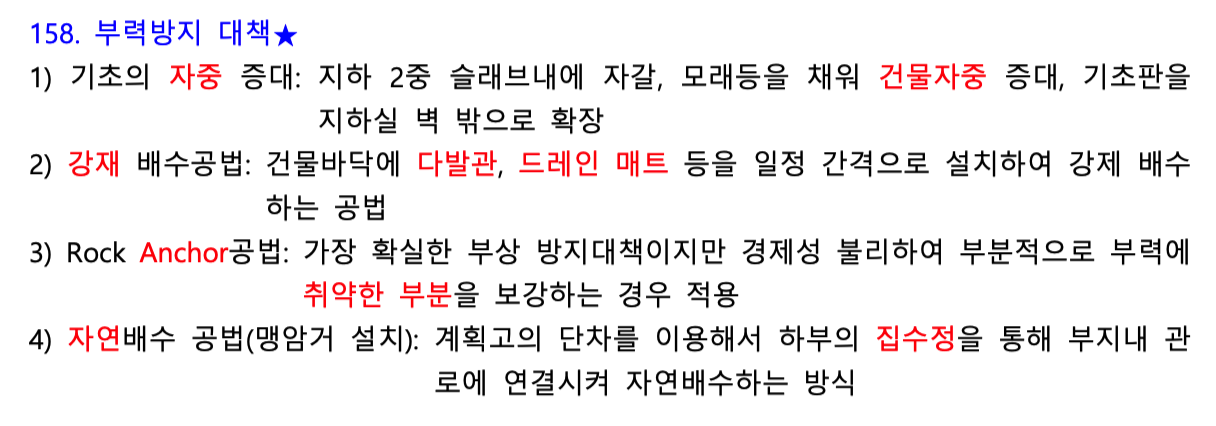 158. 부력방지 대책★
1) 기초의 자중 증대: 지하 2중 슬래브내에 자갈, 모래등을 채워 건물자중 증대, 기초판을
지하실 벽 밖으로 확장
2) 강재 배수공법: 건물바닥에 다발관, 드레인 매트 등을 일정 간격으로 설치하여 강제 배수
하는 공법
3) Rock Anchor공법: 가장 확실한 부상 방지대책이지만 경제성 불리하여 부분적으로 부력에
취약한 부분을 보강하는 경우 적용
4) 자연배수 공법(맹암거 설치): 계획고의 단차를 이용해서 하부의 집수정을 통해 부지내 관
로에 연결시켜 자연배수하는 방식